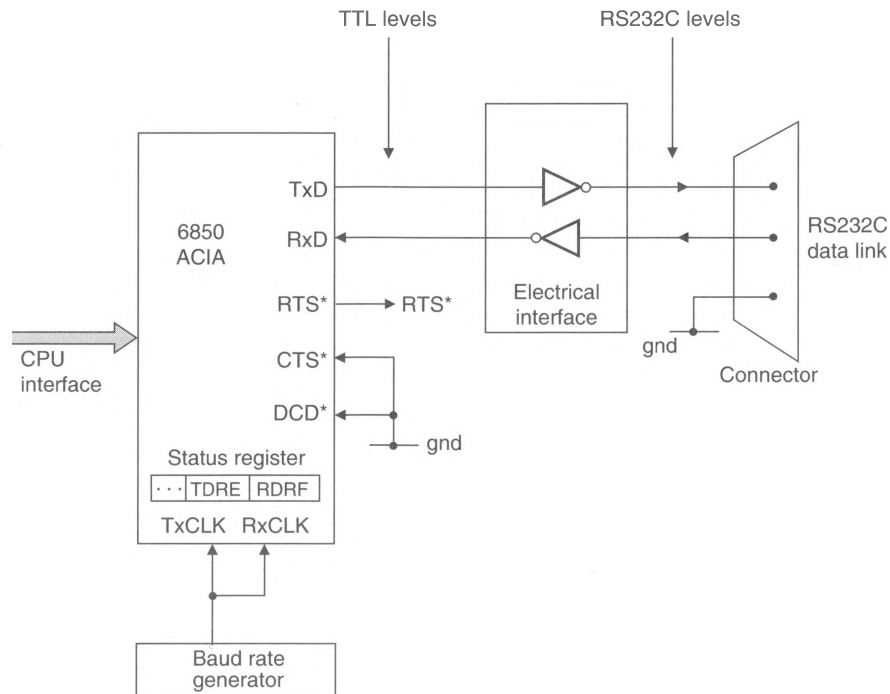 TTL levels
RS232C levels
TxD
RxD
6850
ACIA
RS232C
data link
RTS*
RTS*
Electrical
interface
CPU
interface
CTS*
gnd
Connector
DCD*
gnd
Status register
··· TDRE RDRF
TxCLK RxCLK
Baud rate
generator